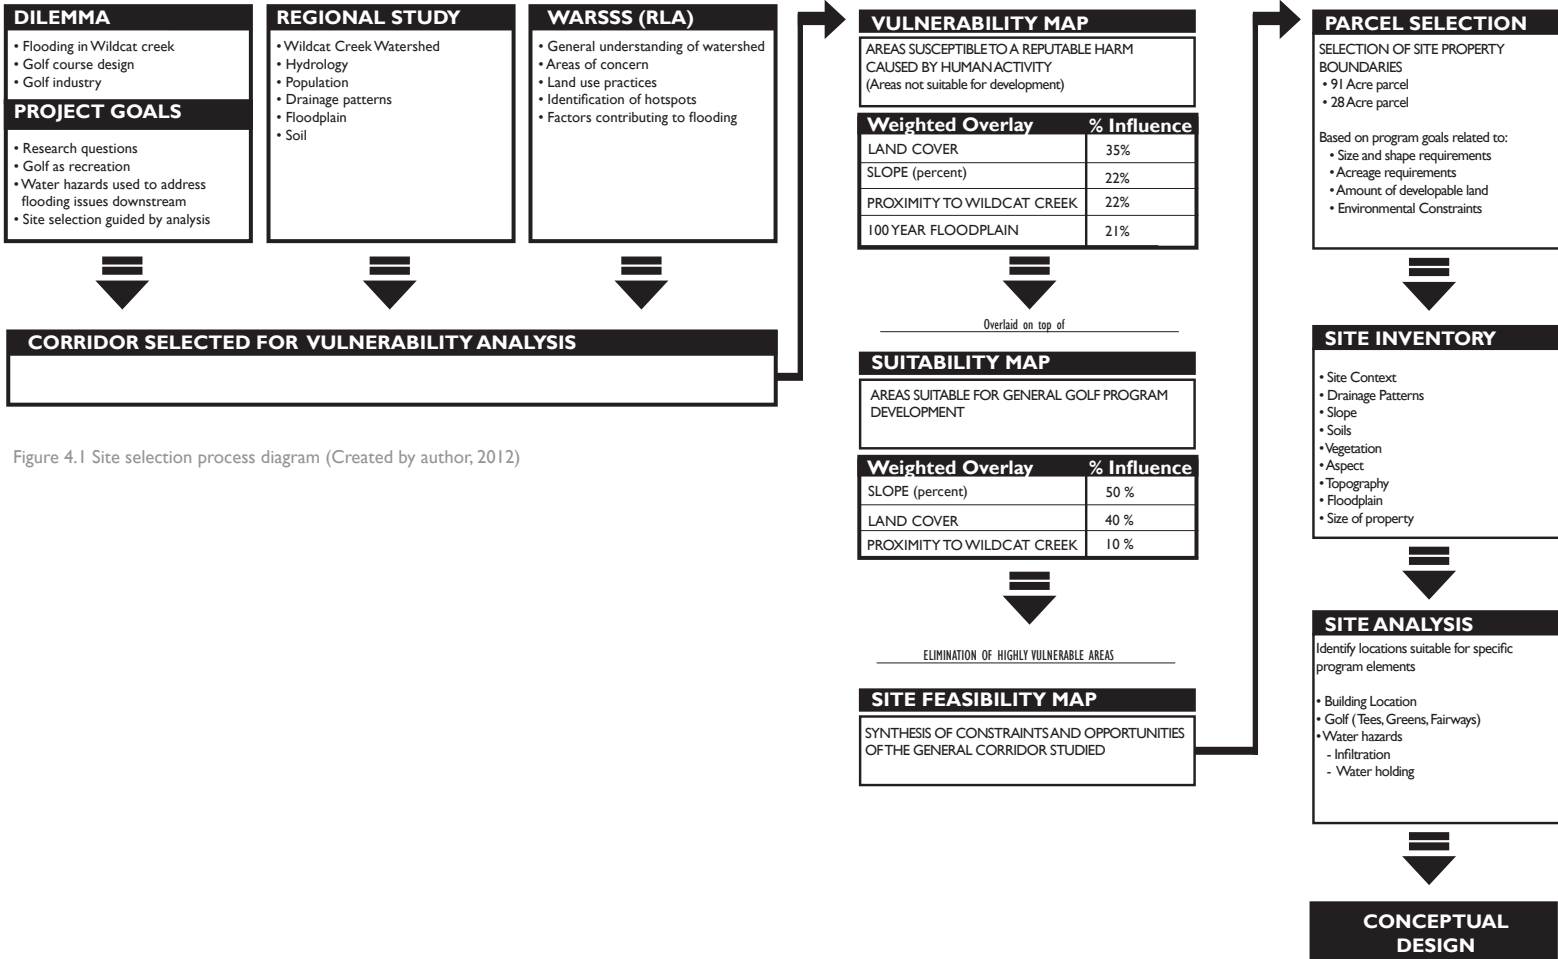 DILEMMA
• Flooding in Wildcat creek
• Golf course design
• Golf industry
PROJECT GOALS
• Research questions
• Golf as recreation
• Water hazards used to address
flooding issues downstream
• Site selection guided by analysis
REGIONAL STUDY
• Wildcat Creek Watershed
• Hydrology
• Population
• Drainage patterns
• Floodplain
• Soil
WARSSS (RLA)
• General understanding of watershed
• Areas of concern
• Land use practices
• Identification of hotspots
• Factors contributing to flooding
CORRIDOR SELECTED FOR VULNERABILITY ANALYSIS
Figure 4.1 Site selection process diagram (Created by author, 2012)
VULNERABILITY MAP
AREAS SUSCEPTIBLE TO A REPUTABLE HARM
CAUSED BY HUMAN ACTIVITY
(Areas not suitable for development)
Weighted Overlay % Influence
LAND COVER 35%
SLOPE (percent) 22%
PROXIMITY TO WILDCAT CREEK 22%
100 YEAR FLOODPLAIN 21%
Overlaid on top of
SUITABILITY MAP
AREAS SUITABLE FOR GENERAL GOLF PROGRAM
DEVELOPMENT
Weighted Overlay % Influence
SLOPE (percent) 50 %
LAND COVER 40 %
PROXIMITY TO WILDCAT CREEK 10 %
ELIMINATION OF HIGHLY VULNERABLE AREAS
SITE FEASIBILITY MAP
SYNTHESIS OF CONSTRAINTS AND OPPORTUNITIES
OF THE GENERAL CORRIDOR STUDIED
PARCEL SELECTION
SELECTION OF SITE PROPERTY
BOUNDARIES
• 91 Acre parcel
• 28 Acre parcel
Based on program goals related to:
• Size and shape requirements
• Acreage requirements
• Amount of developable land
• Environmental Constraints
SITE INVENTORY
• Site Context
• Drainage Patterns
• Slope
• Soils
• Vegetation
• Aspect
• Topography
• Floodplain
• Size of property
SITE ANALYSIS
Identify locations suitable for specific
program elements
• Building Location
• Golf ( Tees, Greens, Fairways)
• Water hazards
- Infiltration
- Water holding
CONCEPTUAL
DESIGN